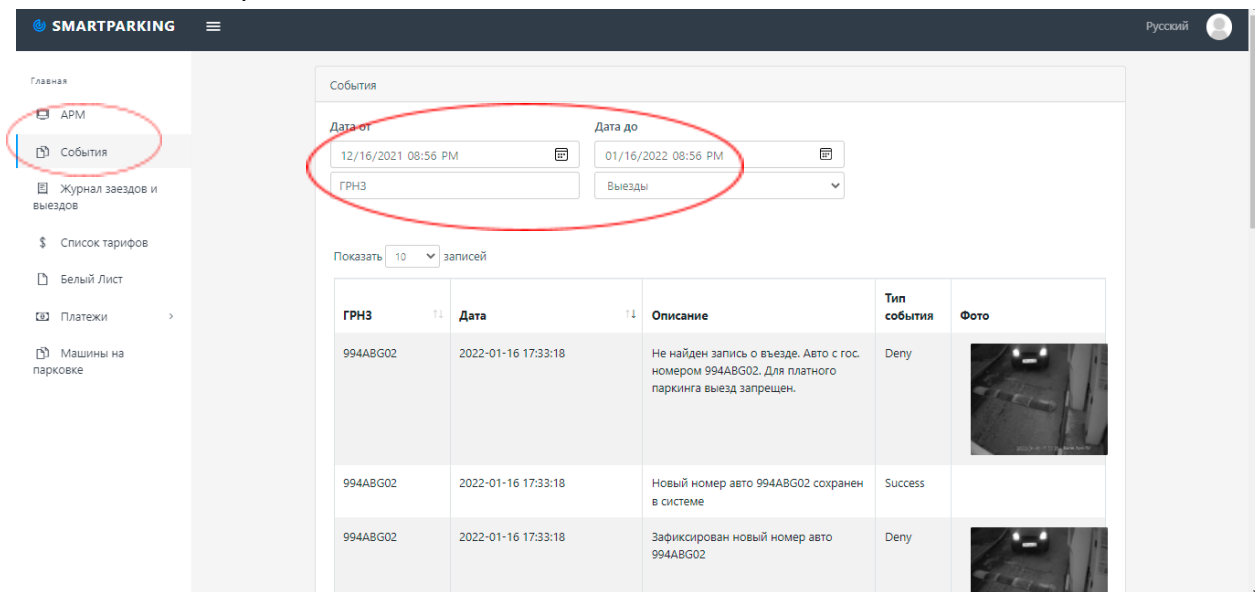 SMARTPARKING
Русский
Главная
АРМ
События
Журнал заездов и
выездов
Список тарифов
Белый Лист
Платежи
Машины на
парковке
События
Дата от
Дата до
12/16/2021 08:56 PM
01/16/2022 08:56 PM
ГРНЗ
Выезды
Показать 10 записей
ГРНЗ
Дата
Описание
Тип
события
Фото
994ABG02
2022-01-16 17:33:18
Не найден запись о въезде. Авто с гос.
номером 994ABG02. Для платного
паркинга выезд запрещен.
Deny
994ABG02
2022-01-16 17:33:18
Новый номер авто 994ABG02 сохранен
в системе
Success
994ABG02
2022-01-16 17:33:18
Зафиксирован новый номер авто
994ABG02
Deny